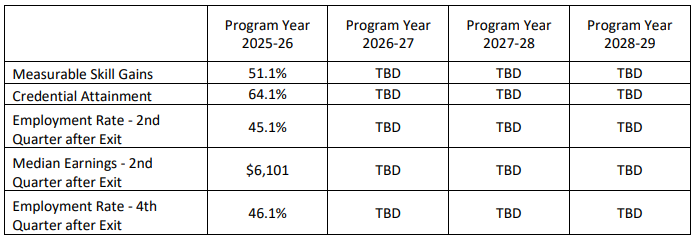 Program Year 2025-26 Program Year 2026-27 Program Year 2027-28 Program Year 2028-29
Measurable Skill Gains 51.1% TBD TBD TBD
Credential Attainment 64.1% TBD TBD TBD
Employment Rate - 2nd
Quarter after Exit 45.1% TBD TBD TBD
Median Earnings - 2nd
Quarter after Exit $6,101 TBD TBD TBD
Employment Rate - 4th
Quarter after Exit 46.1% TBD TBD TBD